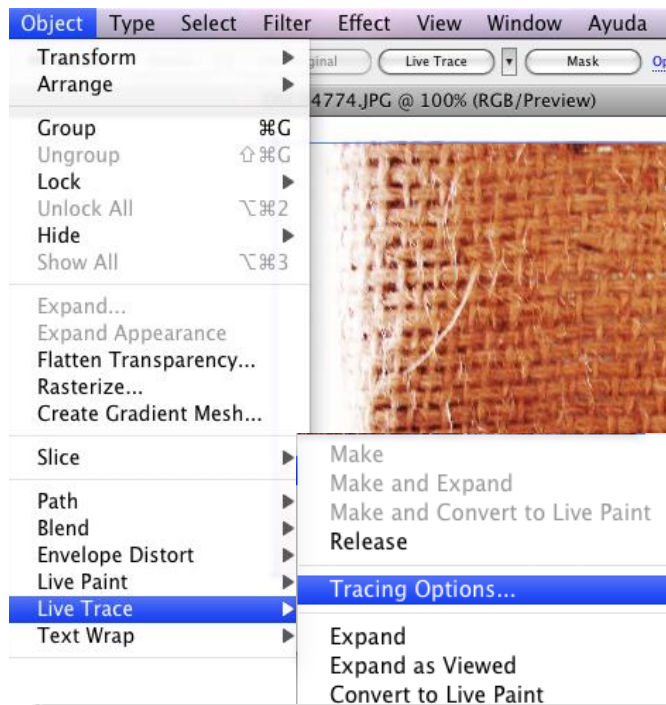 Object Type Select Filter Effect View Window Ayuda
Transform
Arrange
Live Trace Mask
4774.JPG @ 100% (RGB/Preview)
Group ⌘G
Ungroup ⇧⌘G
Lock
Unlock All ⌥⌘2
Hide
Show All ⌥⌘3
Expand...
Expand Appearance
Flatten Transparency...
Rasterize...
Create Gradient Mesh...
Slice
Path
Blend
Envelope Distort
Live Paint
Live Trace
Text Wrap
Make
Make and Expand
Make and Convert to Live Paint
Release
Tracing Options...
Expand
Expand as Viewed
Convert to Live Paint